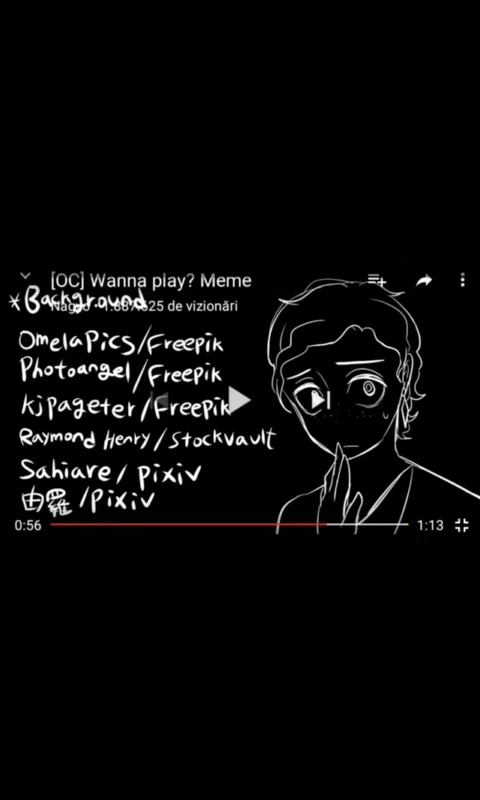 [OC] Wanna play? Meme
*Background
de vizionări
OmelaPics/Freepik
Photoangel/Freepik
kjpageter/Freepik
Raymond Henry/Stockvault
Sahiare/pixiv
由羅/pixiv
0:56
1:13